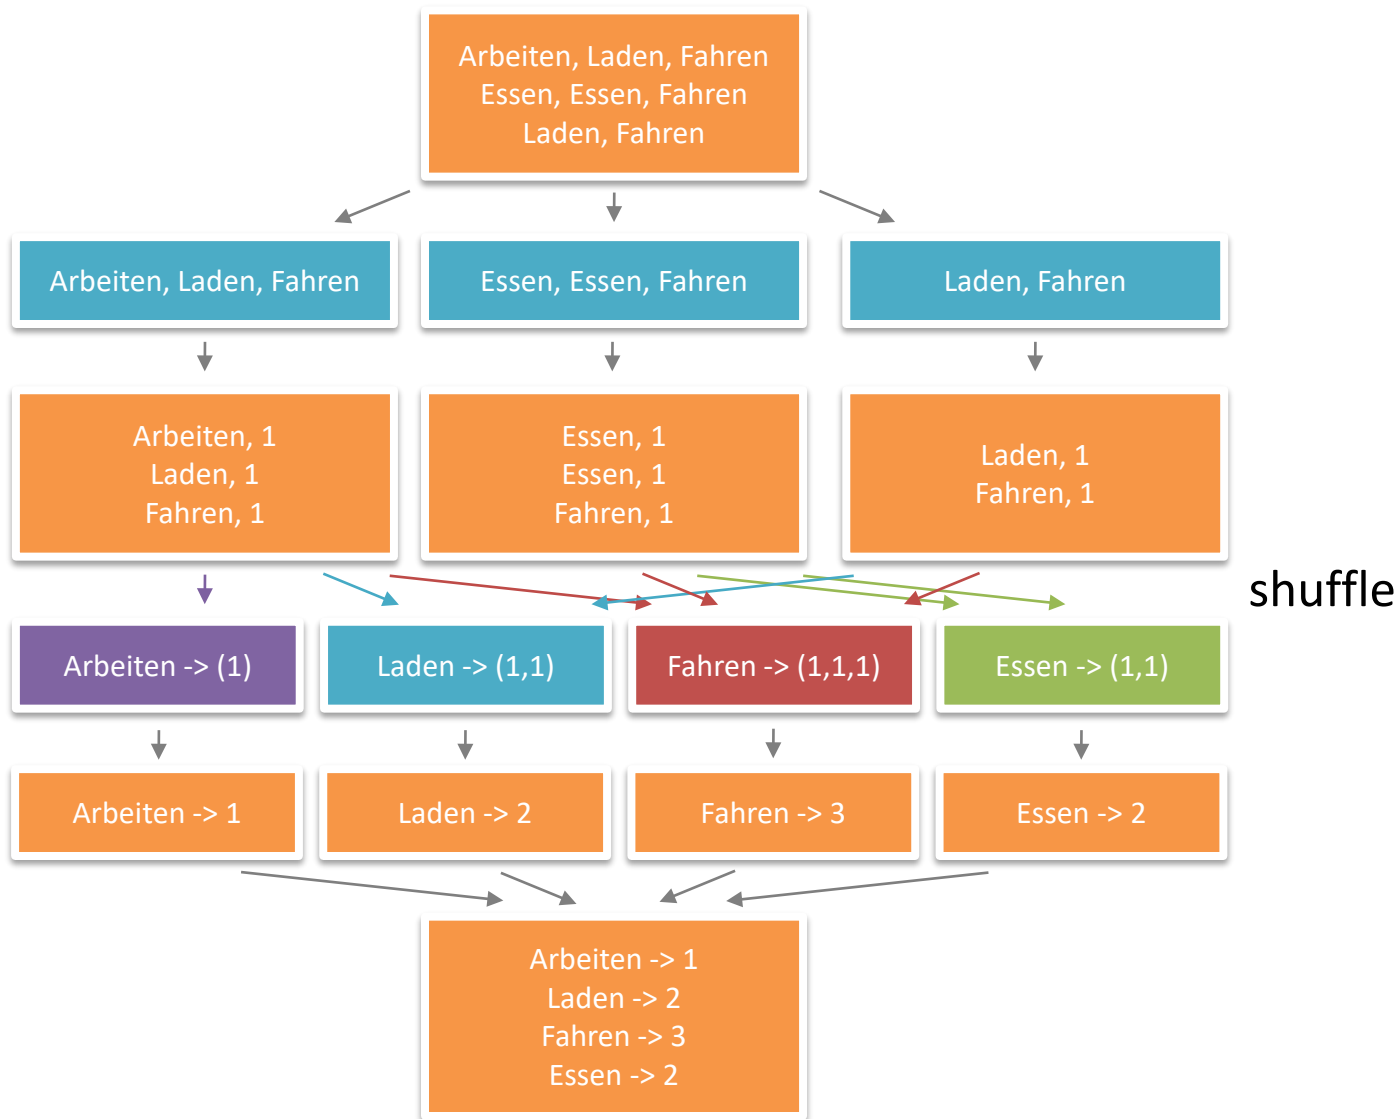 Arbeiten, Laden, Fahren
Essen, Essen, Fahren
Laden, Fahren
Arbeiten, Laden, Fahren
Essen, Essen, Fahren
Laden, Fahren
Arbeiten, 1
Laden, 1
Fahren, 1
Essen, 1
Essen, 1
Fahren, 1
Laden, 1
Fahren, 1
shuffle
Arbeiten -> (1)
Laden -> (1,1)
Fahren -> (1,1,1)
Essen -> (1,1)
Arbeiten -> 1
Laden -> 2
Fahren -> 3
Essen -> 2
Arbeiten -> 1
Laden -> 2
Fahren -> 3
Essen -> 2